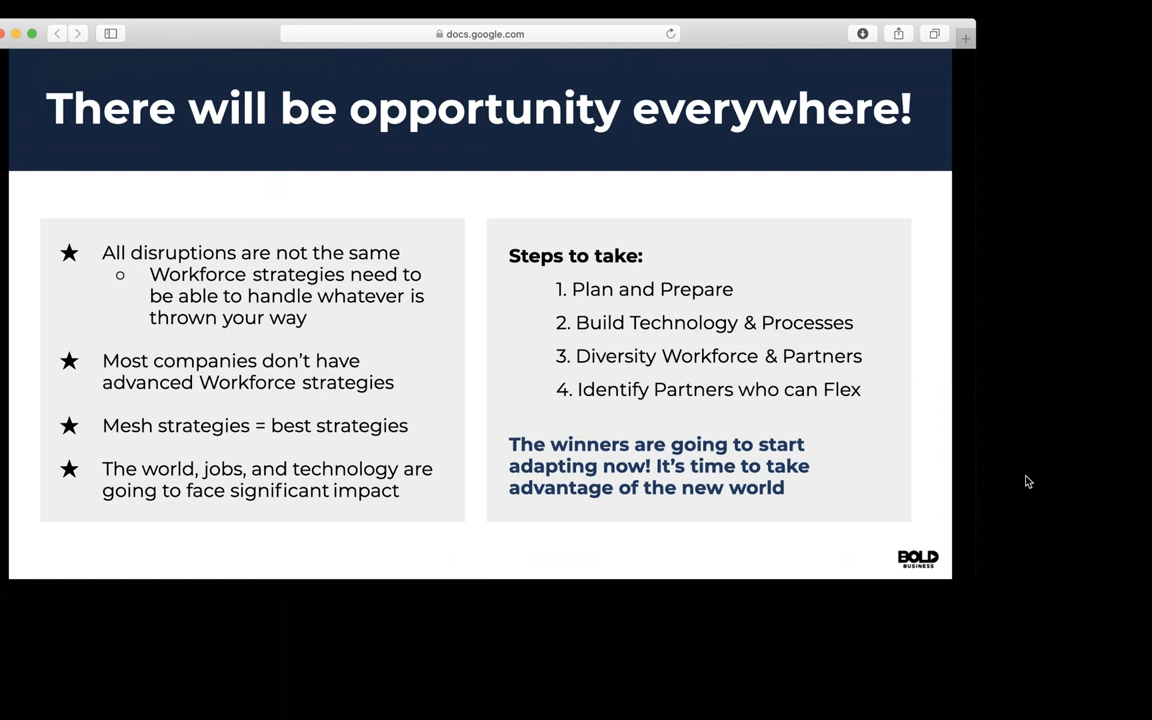 docs.google.com
There will be opportunity everywhere!
★ All disruptions are not the same
○ Workforce strategies need to
be able to handle whatever is
thrown your way
★ Most companies don’t have
advanced Workforce strategies
★ Mesh strategies = best strategies
★ The world, jobs, and technology are
going to face significant impact
Steps to take:
1. Plan and Prepare
2. Build Technology & Processes
3. Diversity Workforce & Partners
4. Identify Partners who can Flex
The winners are going to start
adapting now! It’s time to take
advantage of the new world
BOLD
BUSINESS